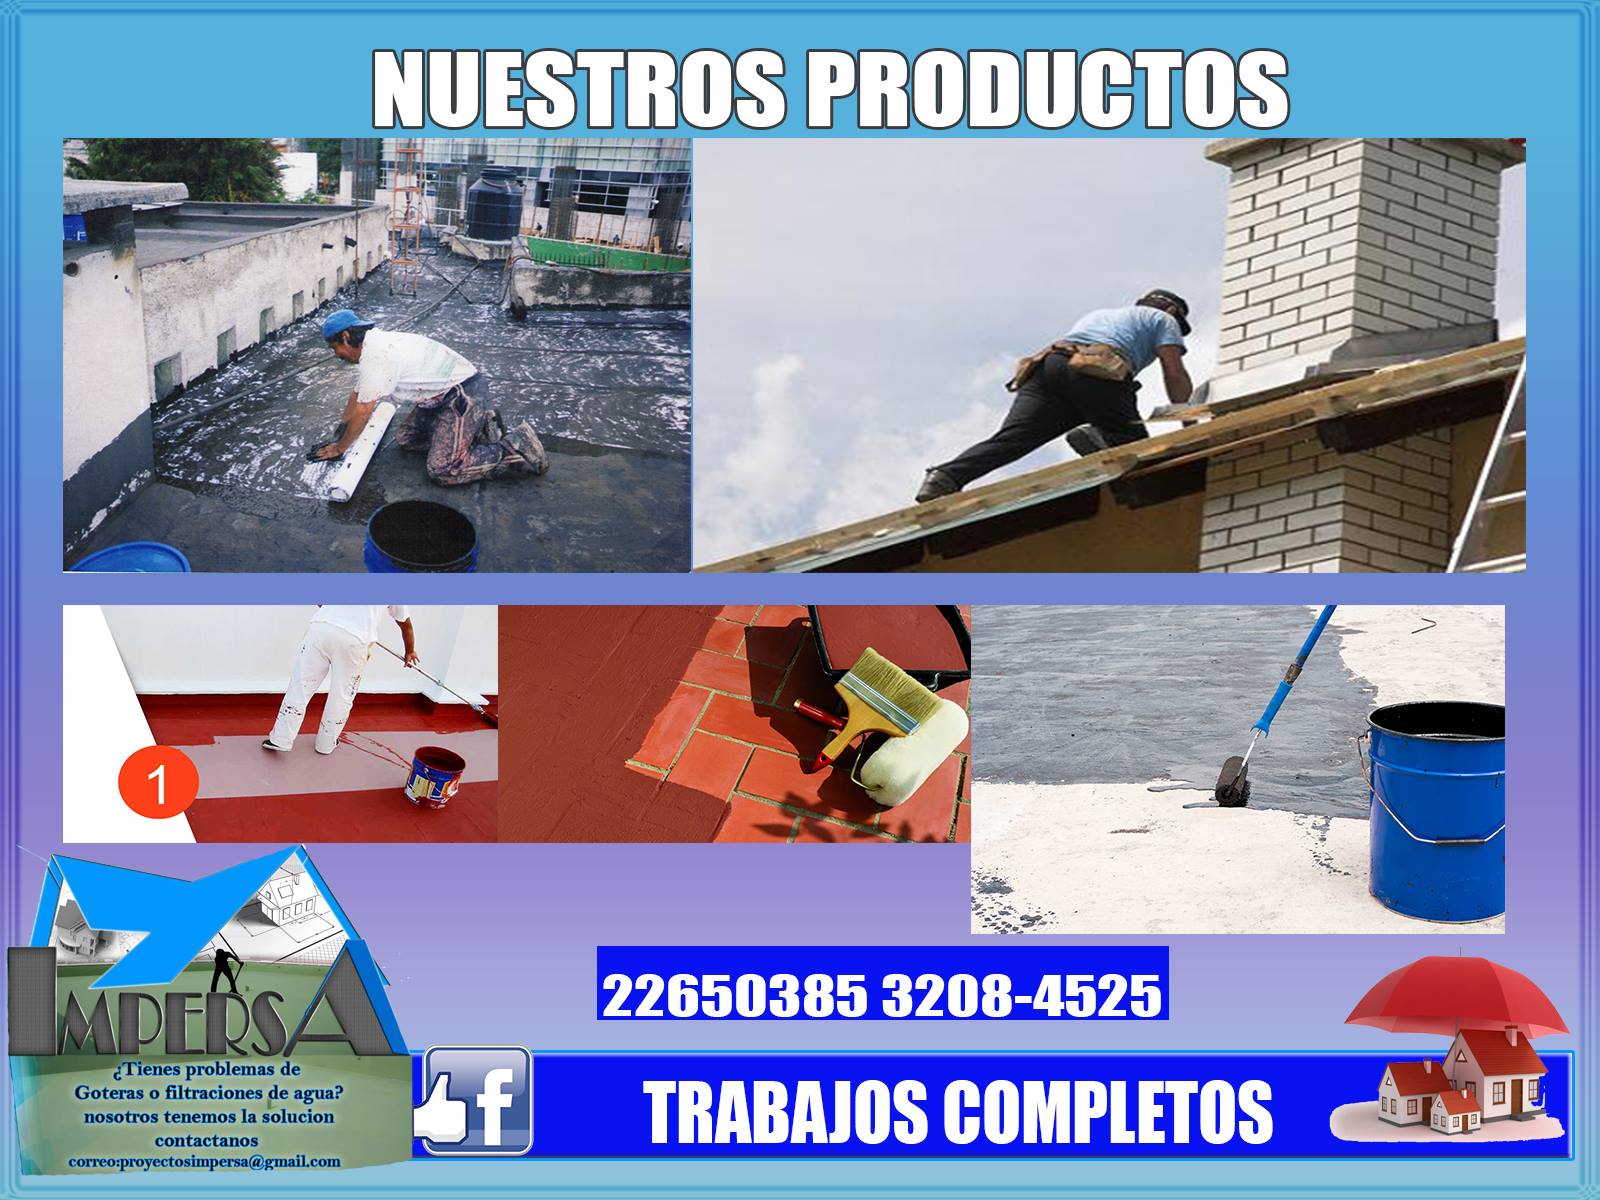 NUESTROS PRODUCTOS
1
IMPERSA
¿Tienes problemas de
Goteras o filtraciones de agua?
nosotros tenemos la solucion
contactanos
correo:proyectosimpersa@gmail.com
22650385 3208-4525
f
TRABAJOS COMPLETOS